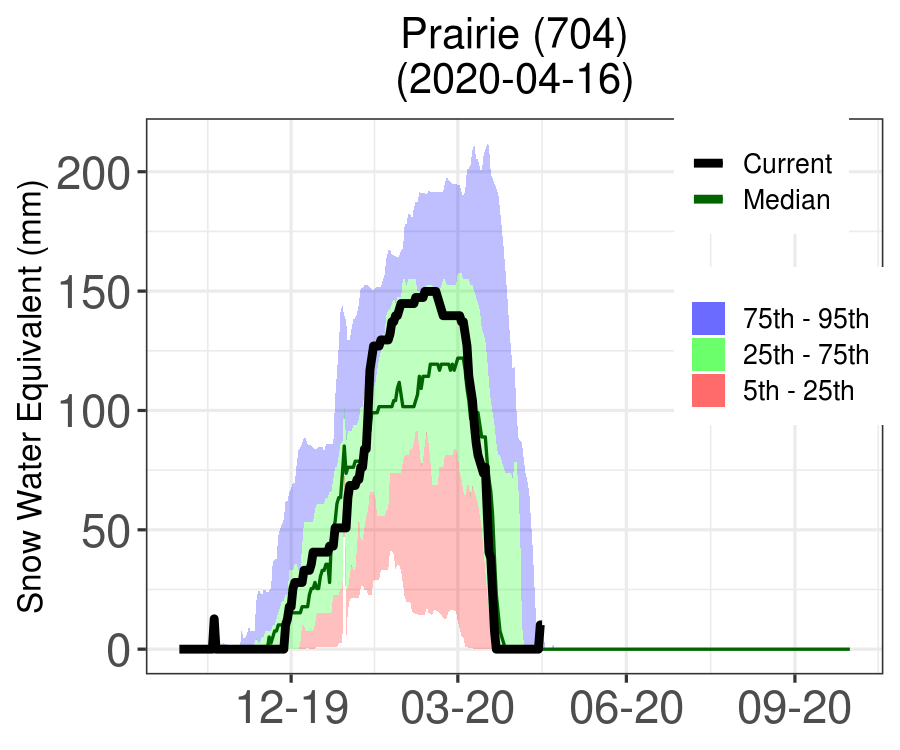 Prairie (704)
(2020-04-16)
Snow Water Equivalent (mm)
200
150
100
50
0
12-19
03-20
06-20
09-20
Current
Median
75th - 95th
25th - 75th
5th - 25th